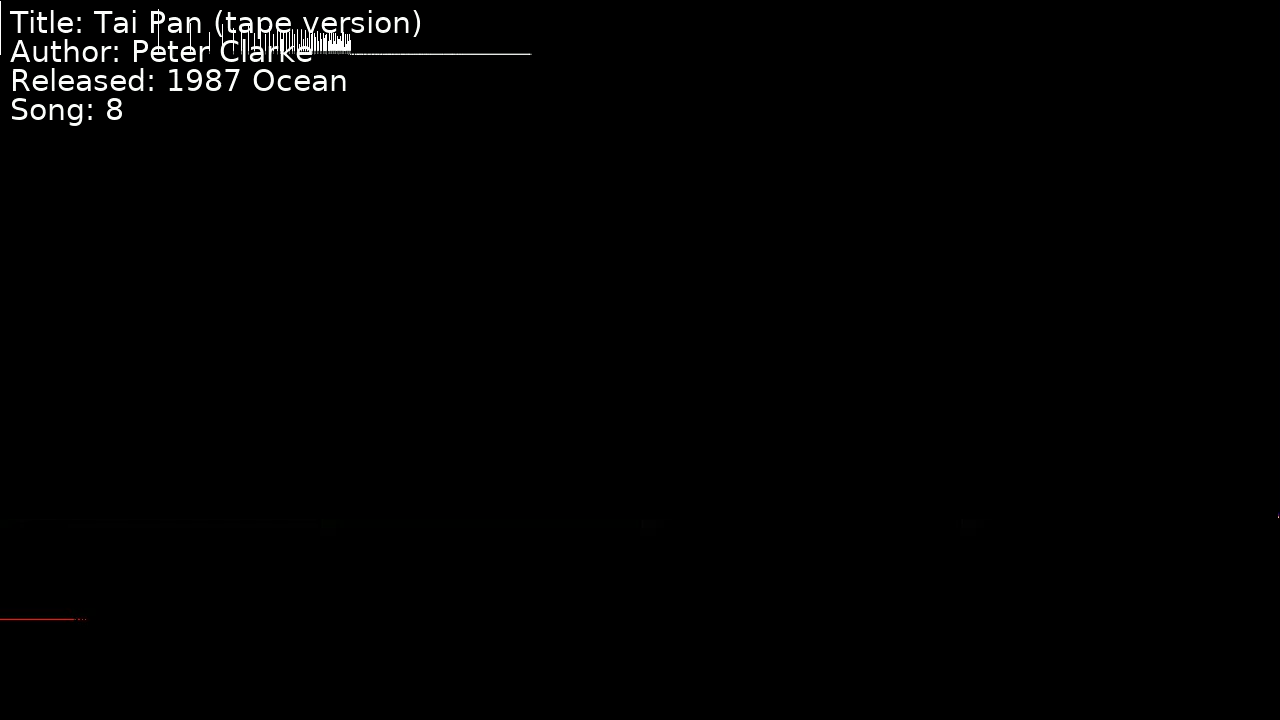 Title: Tai Pan (tape version)
Author: Peter Clarke
Released: 1987 Ocean
Song: 8